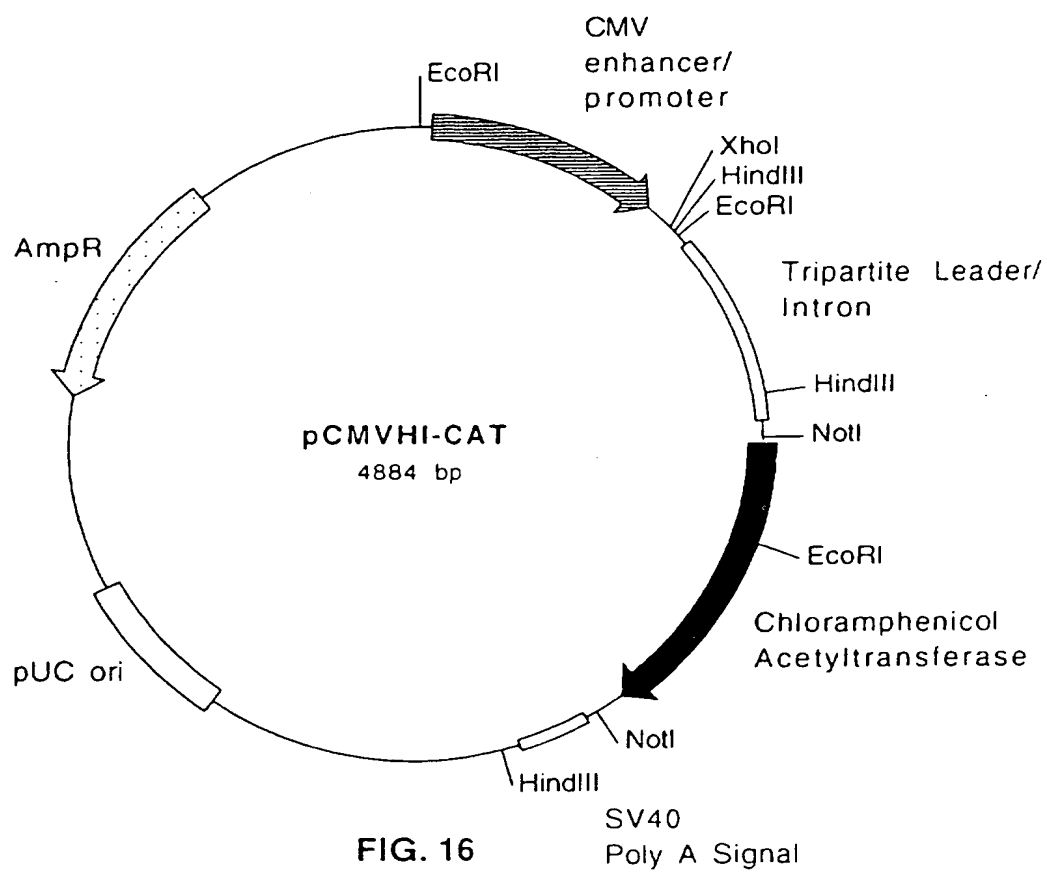 CMV
enhancer/
promoter
EcoRI
XhoI
HindIII
EcoRI
AmpR
Tripartite Leader/
Intron
HindIII
NotI
pCMVHI-CAT
4884 bp
EcoRI
Chloramphenicol
Acetyltransferase
pUC ori
NotI
HindIII
SV40
Poly A Signal
FIG. 16